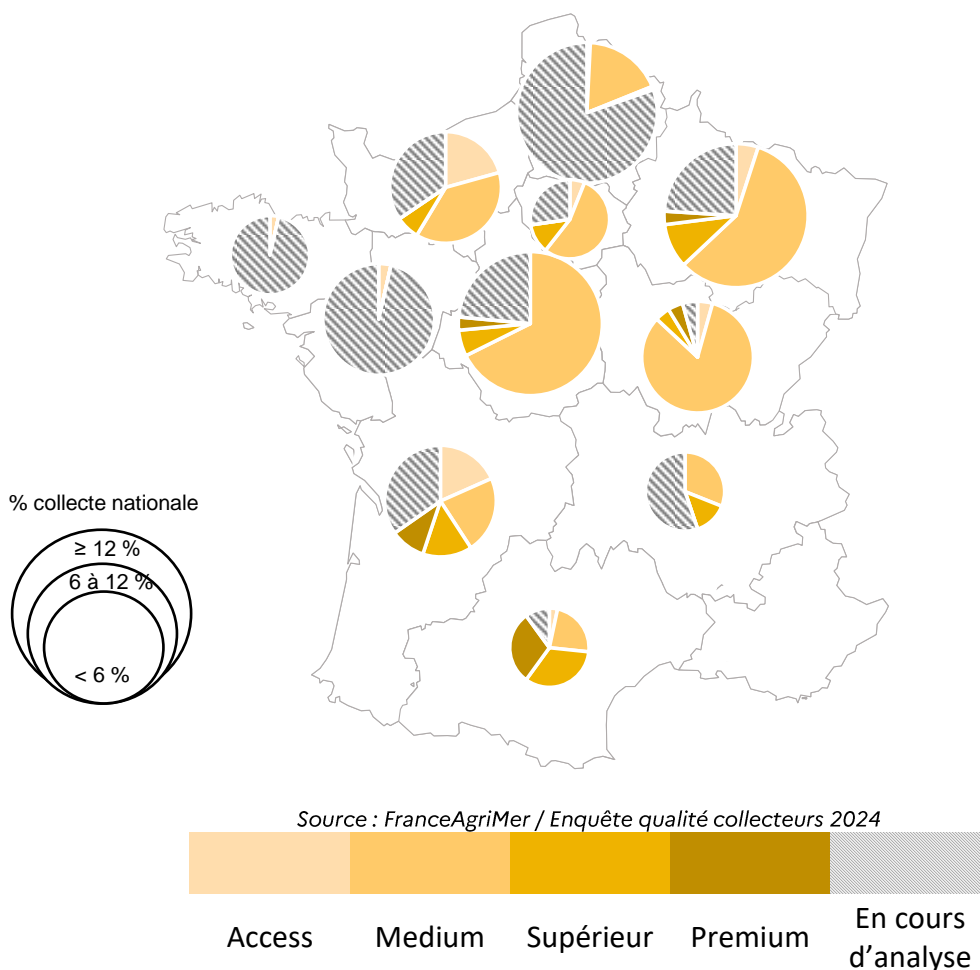 % collecte nationale
≥ 12 %
6 à 12 %
< 6 %
Source : FranceAgriMer / Enquête qualité collecteurs 2024
Access
Medium
Supérieur
Premium
En cours
d'analyse